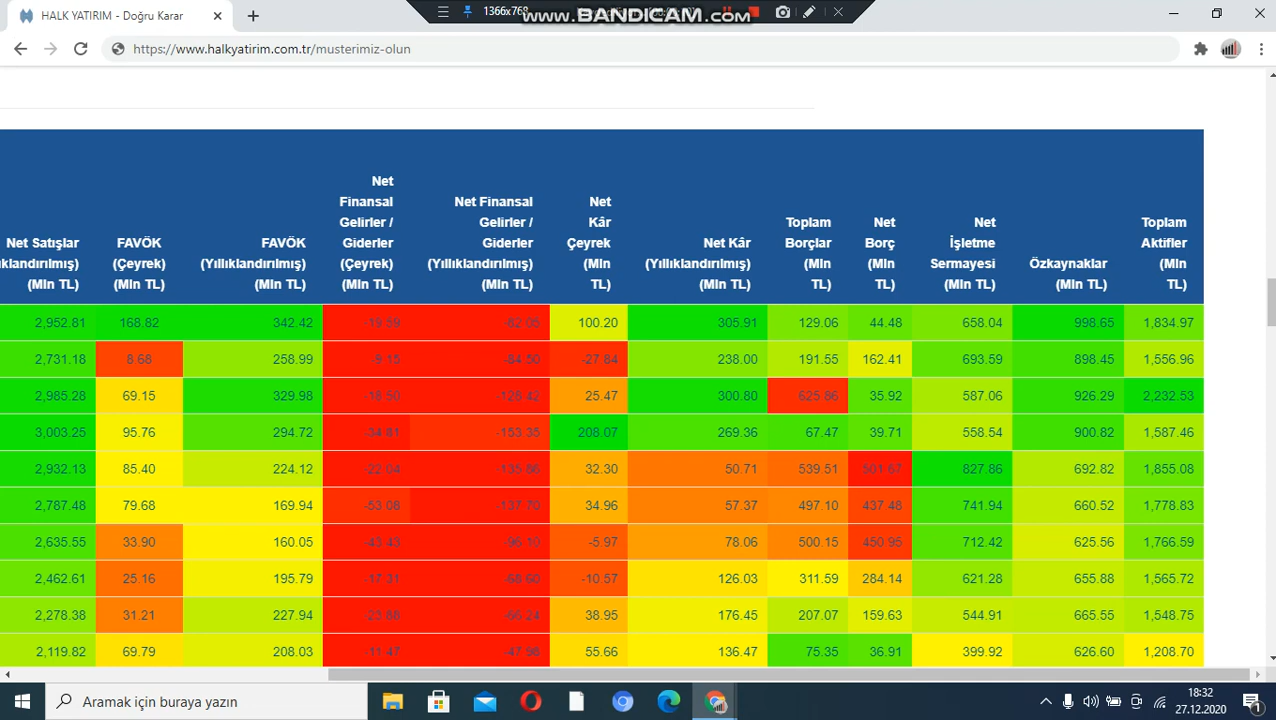 HALK YATIRIM - Doğru Karar
1366x768
www.BANDICAM.com
https://www.halkyatirim.com.tr/musterimiz-olun
Net Satışlar
ıklandırılmış)
(Mln TL)
FAVÖK
(Çeyrek)
(Mln TL)
FAVÖK
(Yıllıklandırılmış)
(Mln TL)
Net
Finansal
Gelirler /
Giderler
(Çeyrek)
(Mln TL)
Net Finansal
Gelirler /
Giderler
(Yıllıklandırılmış)
(Mln TL)
Net
Kâr
Çeyrek
(Mln
TL)
Net Kâr
(Yıllıklandırılmış)
(Mln TL)
Toplam
Borçlar
(Mln
TL)
Net
Borç
(Mln
TL)
Net
İşletme
Sermayesi
(Mln TL)
Özkaynaklar
(Mln TL)
Toplam
Aktifler
(Mln
TL)
2,952.81 168.82 342.42 -19.59 -82.05 100.20 305.91 129.06 44.48 658.04 998.65 1,834.97
2,731.18 8.68 258.99 -9.15 -84.50 -27.84 238.00 191.55 162.41 693.59 898.45 1,556.96
2,985.28 69.15 329.98 -18.50 -128.42 25.47 300.80 625.86 35.92 587.06 926.29 2,232.53
3,003.25 95.76 294.72 -34.81 -153.35 208.07 269.36 67.47 39.71 558.54 900.82 1,587.46
2,932.13 85.40 224.12 -22.04 -135.86 32.30 50.71 539.51 501.67 827.86 692.82 1,855.08
2,787.48 79.68 169.94 -53.08 -137.70 34.96 57.37 497.10 437.48 741.94 660.52 1,778.83
2,635.55 33.90 160.05 -43.43 -96.10 -5.97 78.06 500.15 450.95 712.42 625.56 1,766.59
2,462.61 25.16 195.79 -17.31 -68.60 -10.57 126.03 311.59 284.14 621.28 655.88 1,565.72
2,278.38 31.21 227.94 -23.88 -66.24 38.95 176.45 207.07 159.63 544.91 665.55 1,548.75
2,119.82 69.79 208.03 -11.47 -47.98 55.66 136.47 75.35 36.91 399.92 626.60 1,208.70
Aramak için buraya yazın
18:32
27.12.2020
1